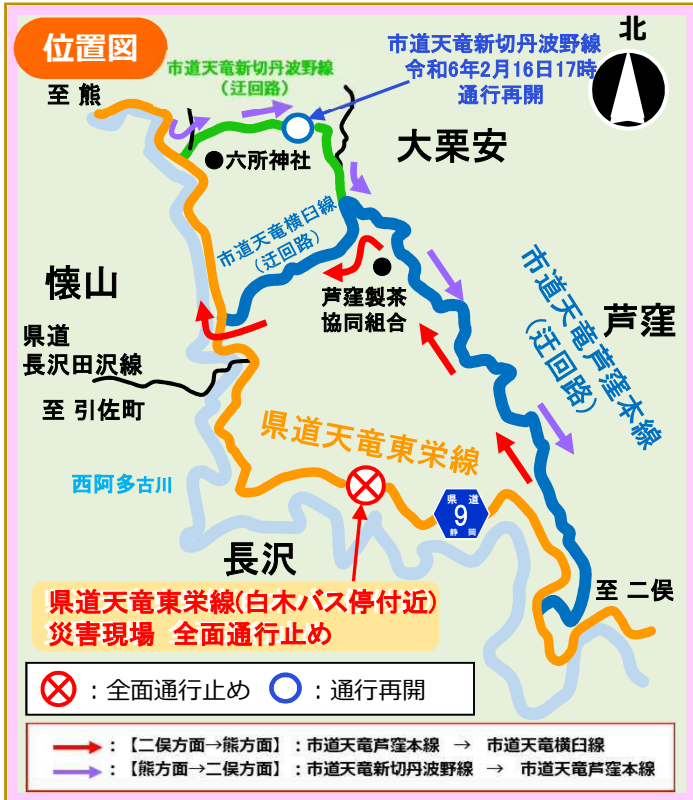 位置図
北
市道天竜新切丹波野線
令和6年2月16日17時
通行再開
市道天竜新切丹波野線
(迂回路)
至 熊
大栗安
●六所神社
市道天竜横臼線
(迂回路)
懐山
芦窪製茶
協同組合
市道天竜芦窪本線
(迂回路)
芦窪
県道
長沢田沢線
至 引佐町
県道天竜東栄線
西阿多古川
県道
9
静岡
長沢
至 二俣
県道天竜東栄線(白木バス停付近)
災害現場 全面通行止め
：全面通行止め ：通行再開
：【二俣方面→熊方面】：市道天竜芦窪本線 → 市道天竜横臼線
：【熊方面→二俣方面】：市道天竜新切丹波野線 → 市道天竜芦窪本線